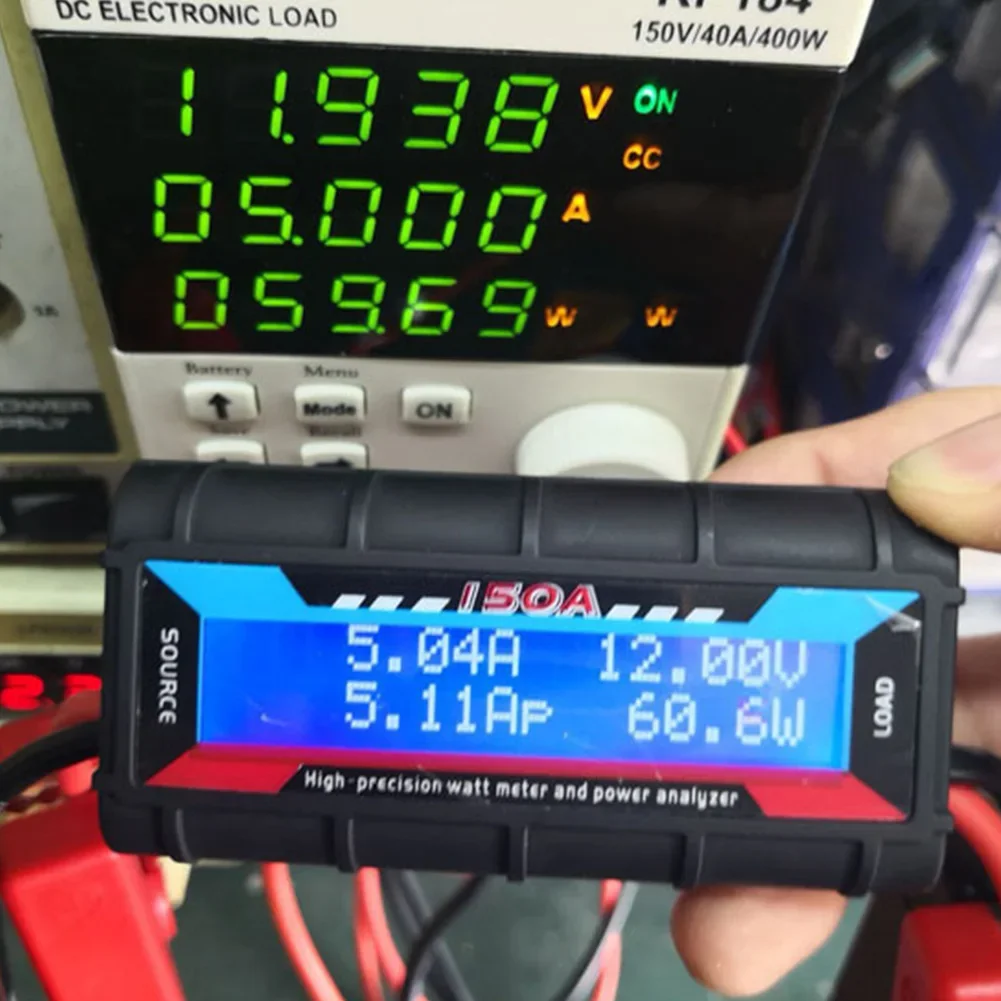 DC ELECTRONIC LOAD
150V/40A/400W
11.938 V ON
CC
05.000 A
059.69 W W
Battery Menu
Mode ON
150A
SOURCE
5.04A 12.00V
5.11Ap 60.6W
LOAD
High-precision watt meter and power analyzer